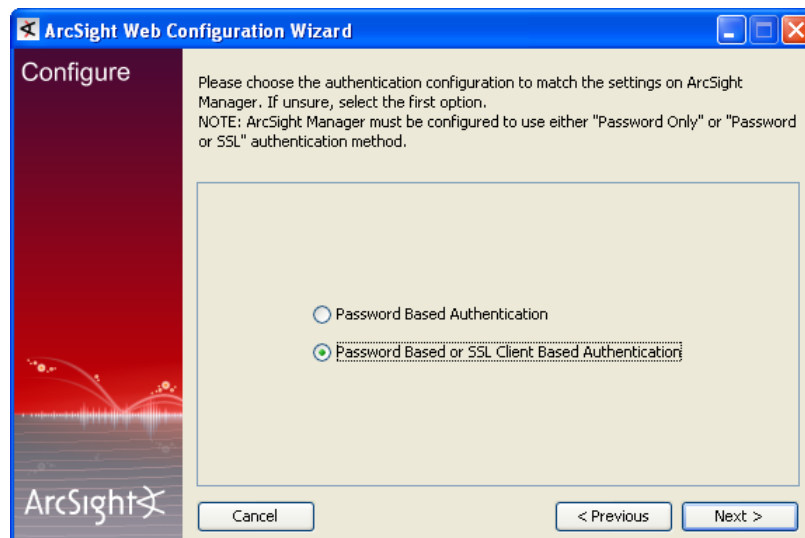 ArcSight Web Configuration Wizard
Configure
Please choose the authentication configuration to match the settings on ArcSight
Manager. If unsure, select the first option.
NOTE: ArcSight Manager must be configured to use either "Password Only" or "Password
or SSL" authentication method.
Password Based Authentication
Password Based or SSL Client Based Authentication
ArcSight
Cancel
< Previous
Next >